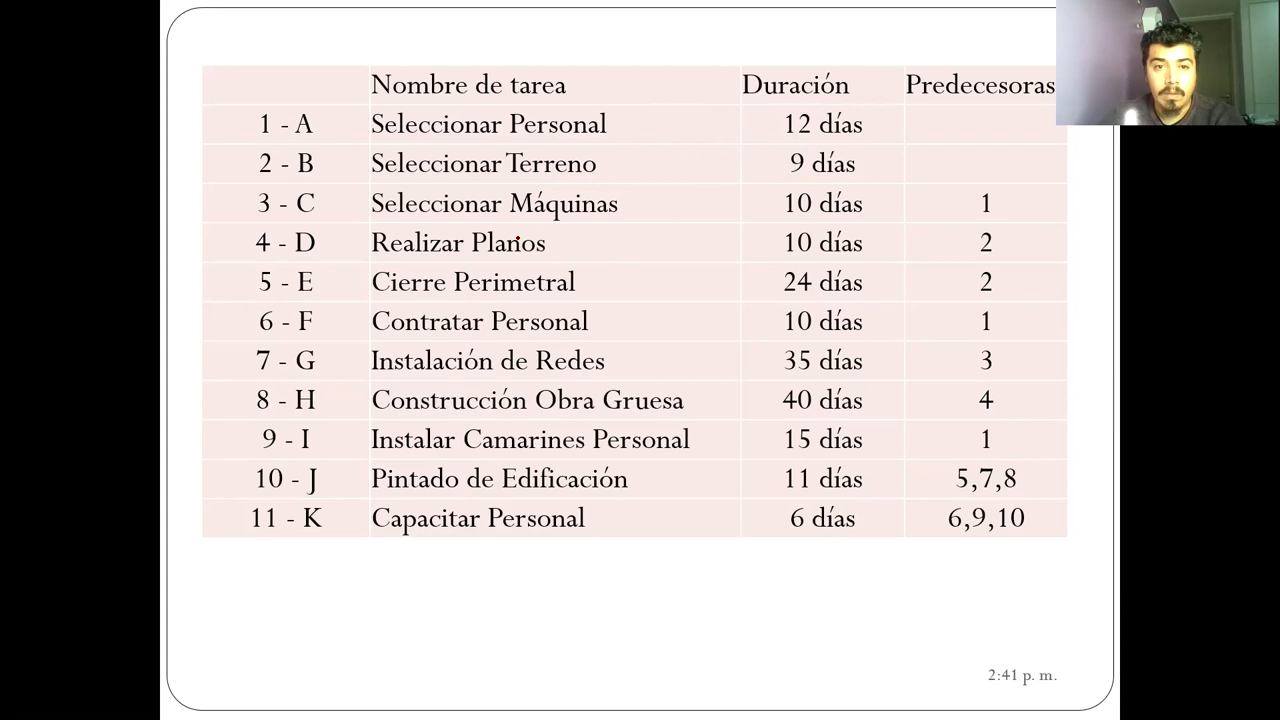 Nombre de tarea Duración Predecesoras
1 - A Seleccionar Personal 12 días
2 - B Seleccionar Terreno 9 días
3 - C Seleccionar Máquinas 10 días 1
4 - D Realizar Planos 10 días 2
5 - E Cierre Perimetral 24 días 2
6 - F Contratar Personal 10 días 1
7 - G Instalación de Redes 35 días 3
8 - H Construcción Obra Gruesa 40 días 4
9 - I Instalar Camarines Personal 15 días 1
10 - J Pintado de Edificación 11 días 5,7,8
11 - K Capacitar Personal 6 días 6,9,10
2:41 p. m.